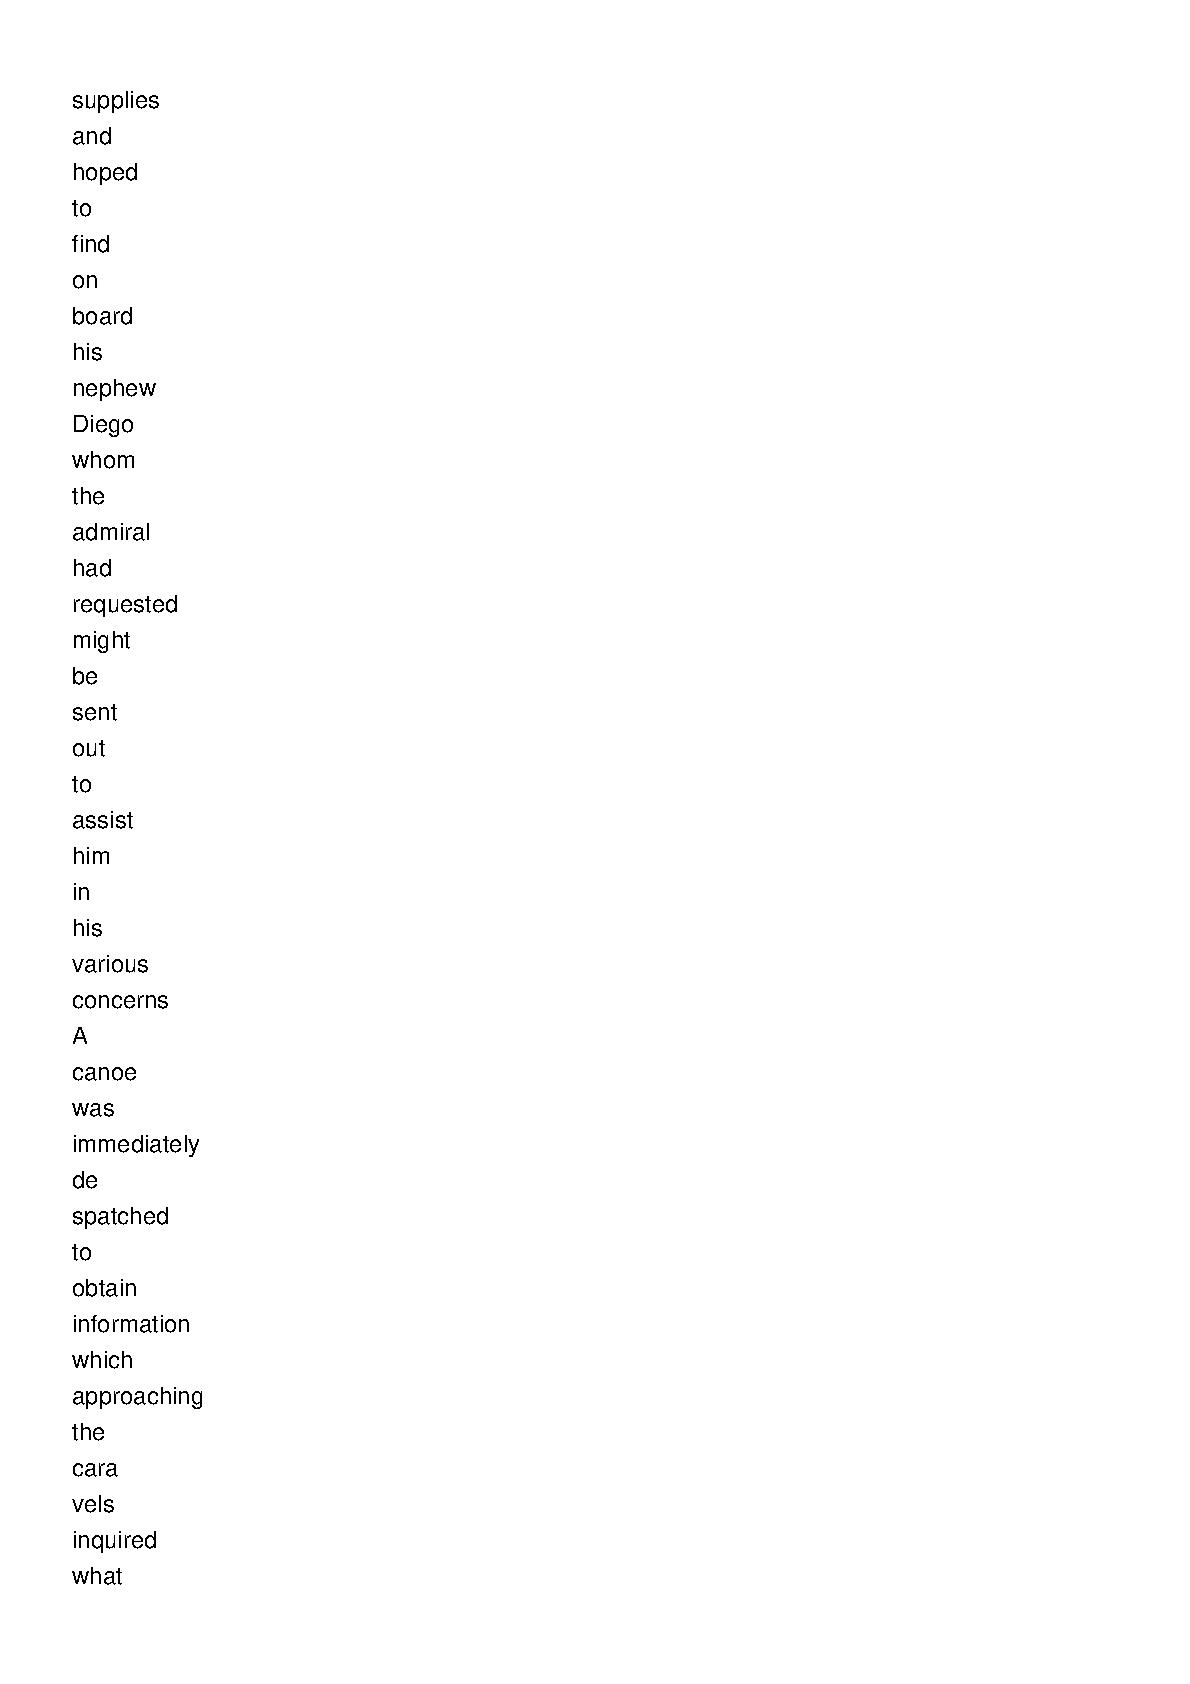 supplies
and
hoped
to
find
on
board
his
nephew
Diego
whom
the
admiral
had
requested
might
be
sent
out
to
assist
him
in
his
various
concerns
A
canoe
was
immediately
de
spatched
to
obtain
information
which
approaching
the
cara
vels
inquired
what